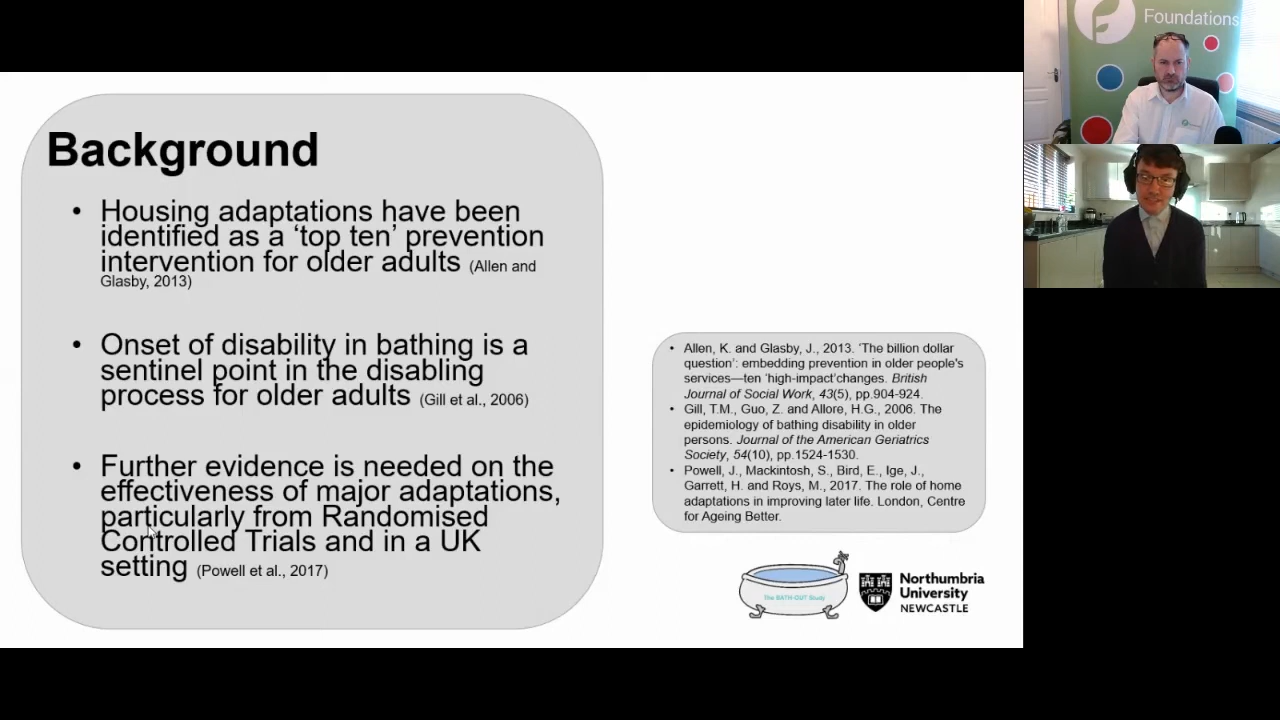 Background
• Housing adaptations have been
identified as a ‘top ten’ prevention
intervention for older adults (Allen and
Glasby, 2013)
• Onset of disability in bathing is a
sentinel point in the disabling
process for older adults (Gill et al., 2006)
• Further evidence is needed on the
effectiveness of major adaptations,
particularly from Randomised
Controlled Trials and in a UK
setting (Powell et al., 2017)
• Allen, K. and Glasby, J., 2013. ‘The billion dollar
question’: embedding prevention in older people's
services—ten ‘high-impact’changes. British
Journal of Social Work, 43(5), pp.904-924.
• Gill, T.M., Guo, Z. and Allore, H.G., 2006. The
epidemiology of bathing disability in older
persons. Journal of the American Geriatrics
Society, 54(10), pp.1524-1530.
• Powell, J., Mackintosh, S., Bird, E., Ige, J.,
Garrett, H. and Roys, M., 2017. The role of home
adaptations in improving later life. London, Centre
for Ageing Better.
The BATH-OUT Study
Northumbria
University
NEWCASTLE
Foundations